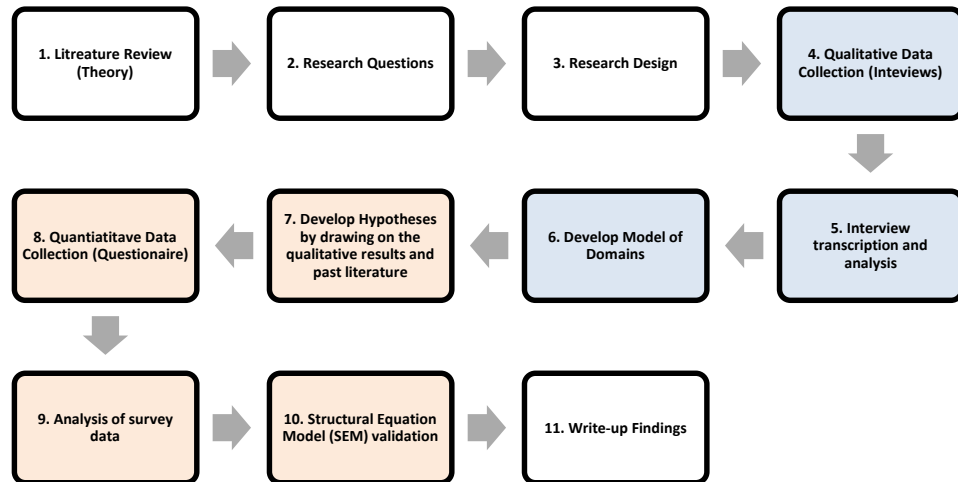 1. Litreature Review
(Theory)
2. Research Questions
3. Research Design
4. Qualitative Data
Collection (Inteviews)
5. Interview
transcription and
analysis
6. Develop Model of
Domains
7. Develop Hypotheses
by drawing on the
qualitative results and
past literature
8. Quantiatitave Data
Collection (Questionaire)
9. Analysis of survey
data
10. Structural Equation
Model (SEM) validation
11. Write-up Findings